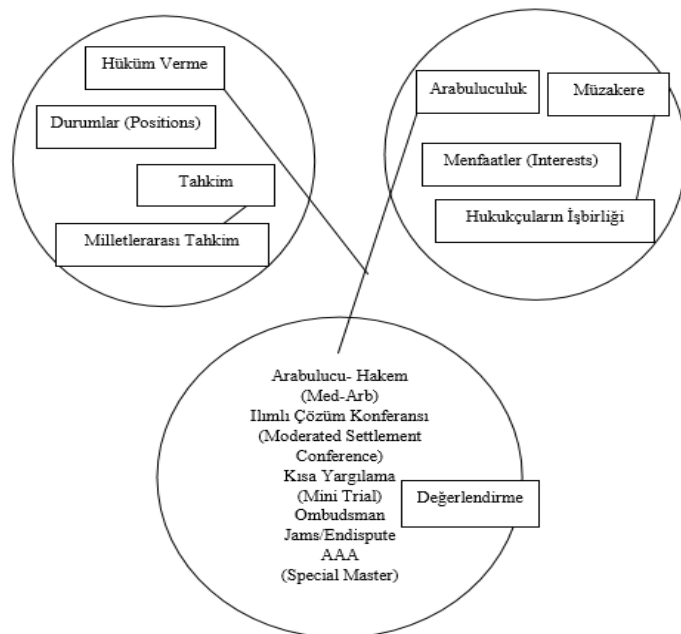 Hüküm Verme
Durumlar (Positions)
Tahkim
Milletlerarası Tahkim
Arabuluculuk
Müzakere
Menfaatler (Interests)
Hukukçuların İşbirliği
Arabulucu- Hakem
(Med-Arb)
Ilımlı Çözüm Konferansı
(Moderated Settlement
Conference)
Kısa Yargılama
(Mini Trial)
Ombudsman
Jams/Endispute
AAA
(Special Master)
Değerlendirme